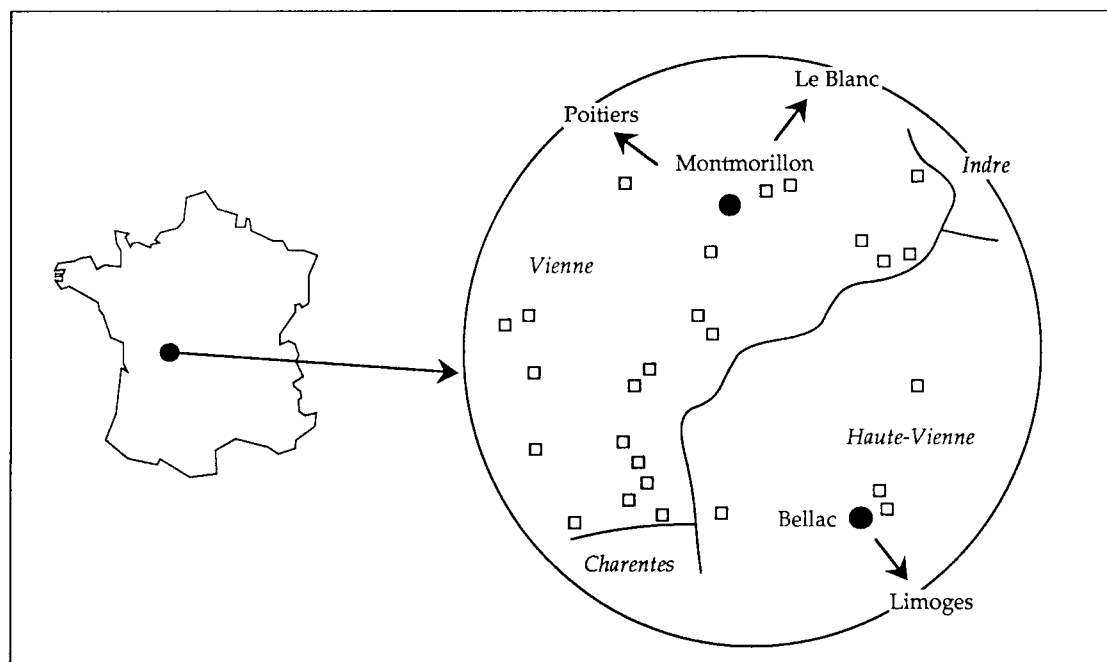 Le Blanc
Poitiers
Montmorillon
Indre
Vienne
Haute-Vienne
Bellac
Charentes
Limoges